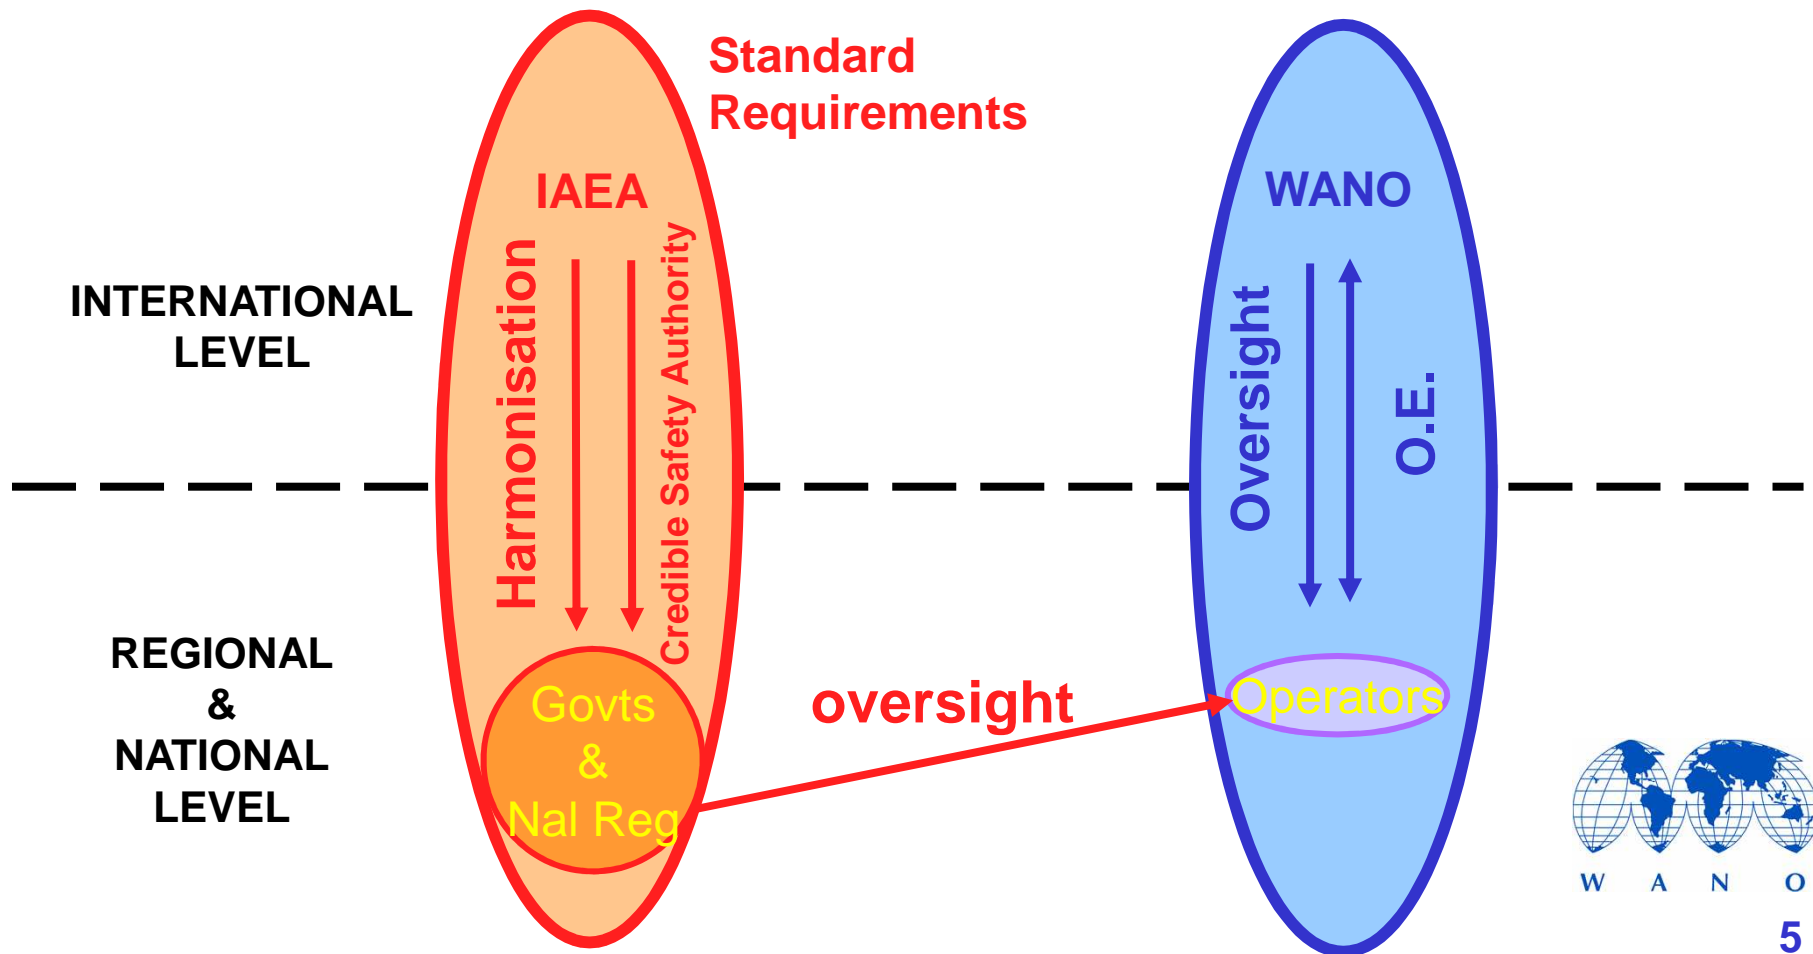 Standard
Requirements
IAEA
WANO
Harmonisation
Credible Safety Authority
Oversight
O.E.
INTERNATIONAL
LEVEL
REGIONAL
&
NATIONAL
LEVEL
Govts
&
Nal Reg
oversight
Operators
W A N O
5